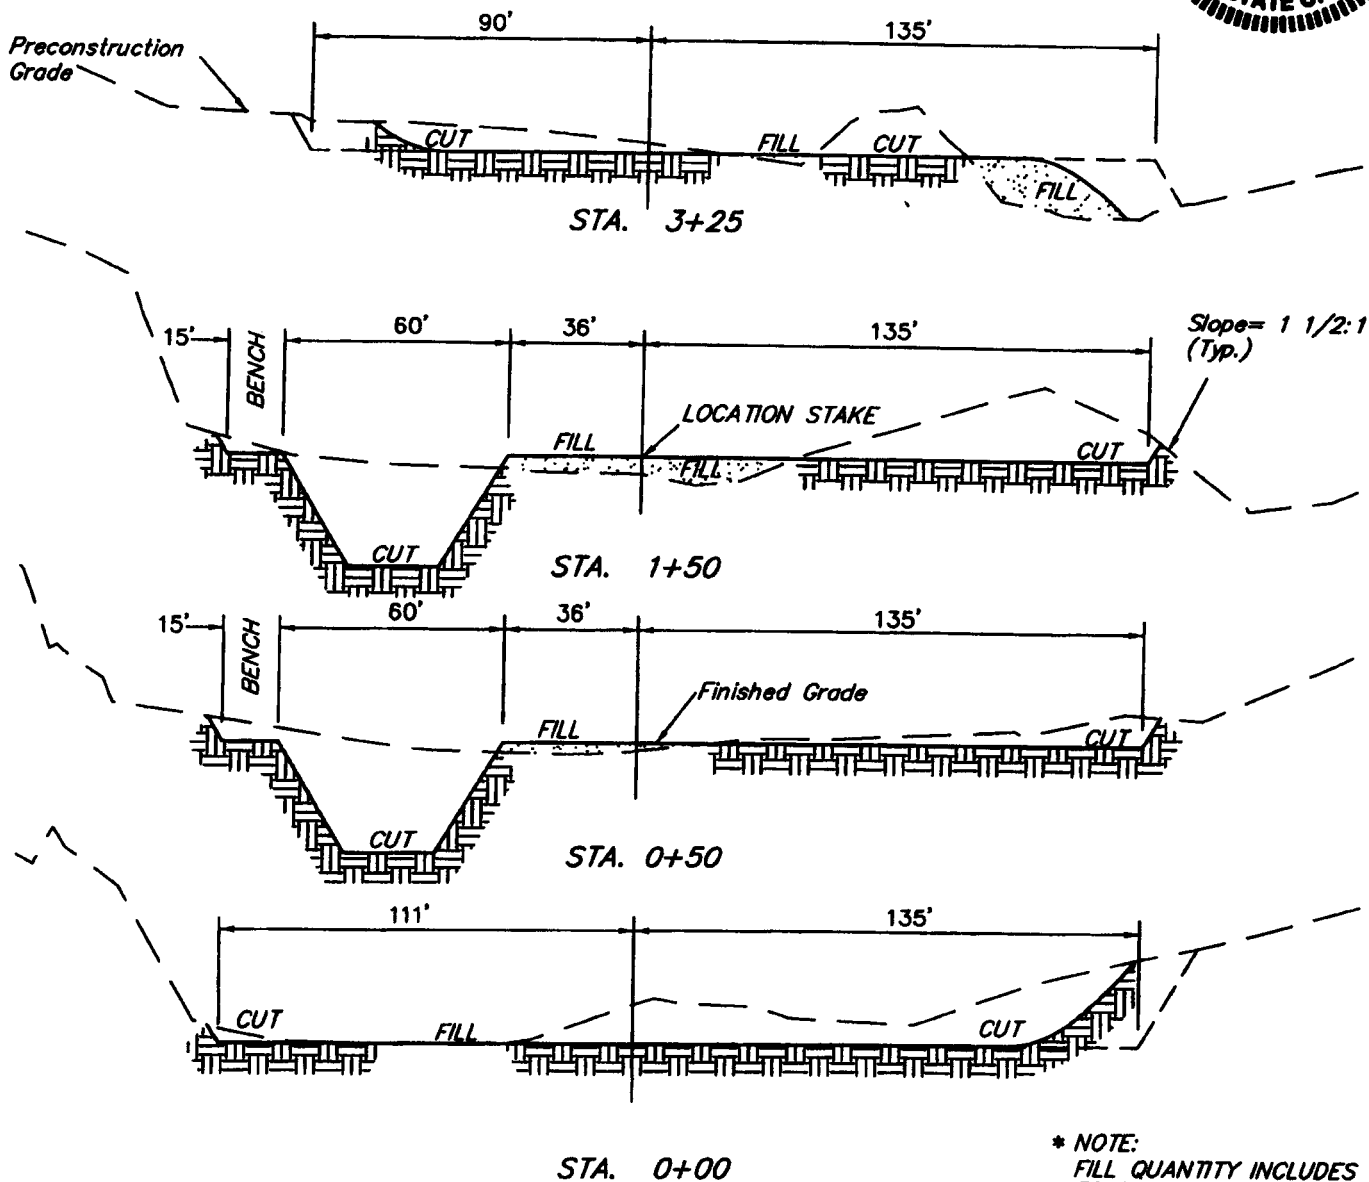 STATE OF
90'
135'
Preconstruction
Grade
CUT
FILL
CUT
FILL
STA. 3+25
15'
BENCH
60'
36'
135'
Slope= 1 1/2:1
(Typ.)
LOCATION STAKE
FILL
FILL
CUT
CUT
STA. 1+50
15'
BENCH
60'
36'
135'
Finished Grade
FILL
CUT
CUT
STA. 0+50
111'
135'
CUT
FILL
CUT
STA. 0+00
* NOTE:
FILL QUANTITY INCLUDES